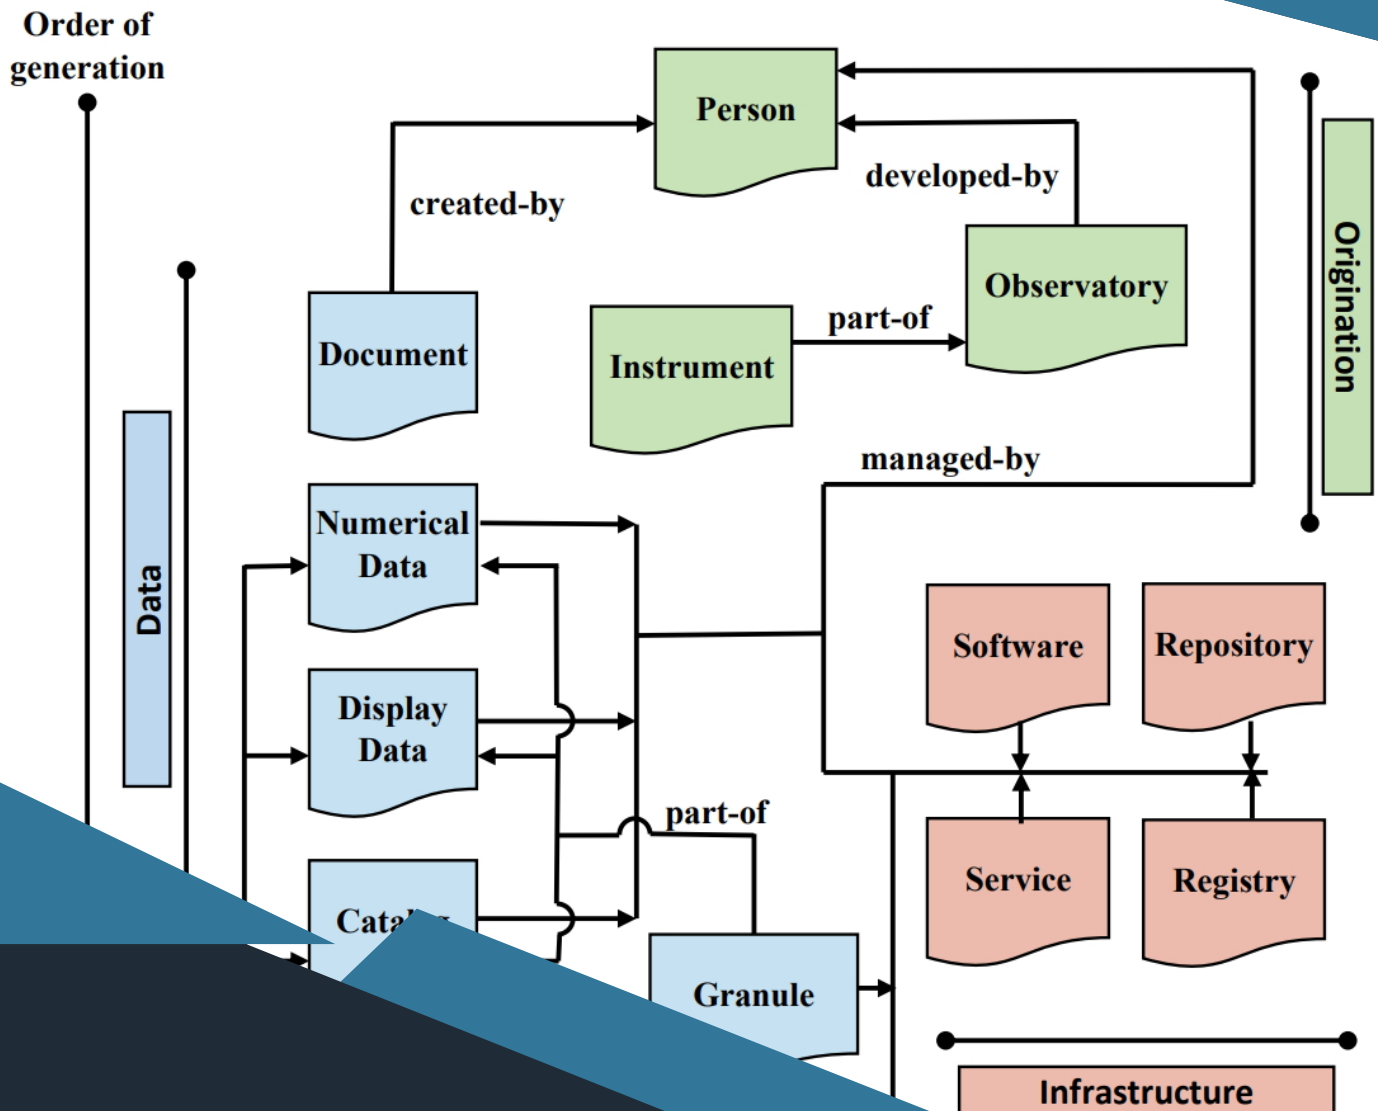 Order of
generation
Person
created-by
developed-by
Observatory
Origination
Document
Instrument
part-of
managed-by
Numerical
Data
Data
Software
Repository
Display
Data
part-of
Service
Registry
Granule
Infrastructure